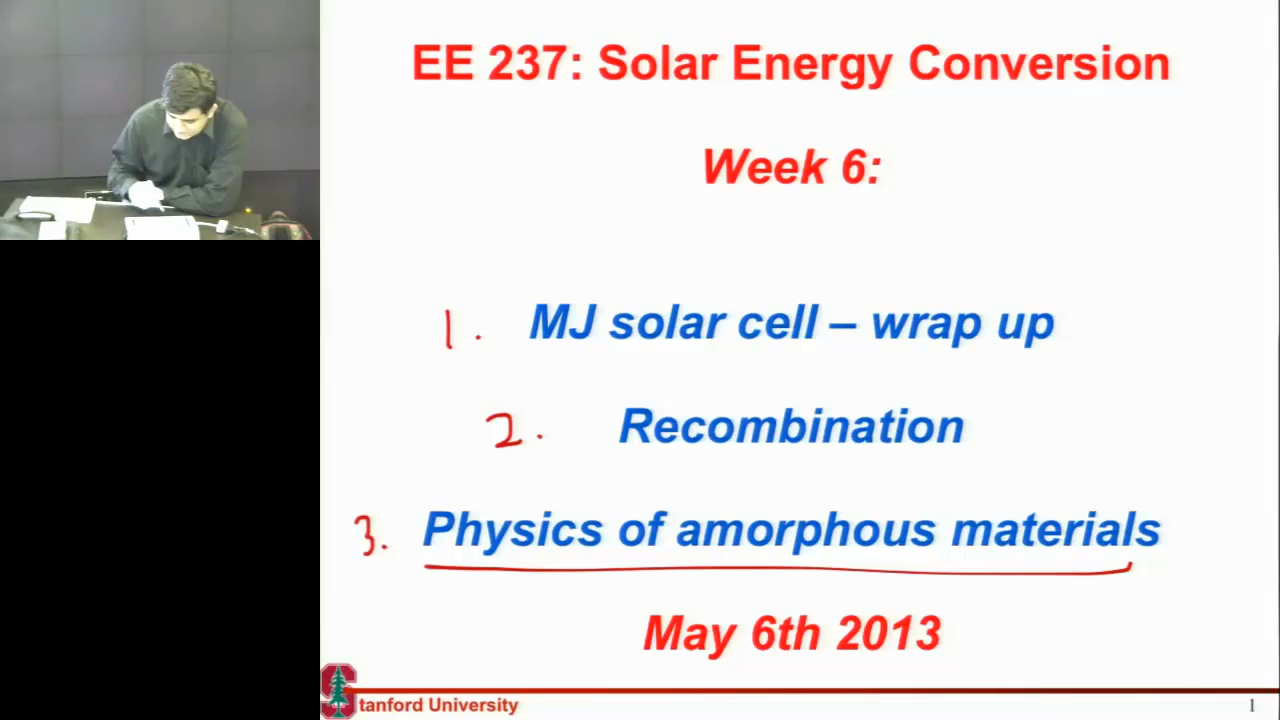 EE 237: Solar Energy Conversion
Week 6:
1. MJ solar cell – wrap up
2. Recombination
3. Physics of amorphous materials
May 6th 2013
Stanford University
1